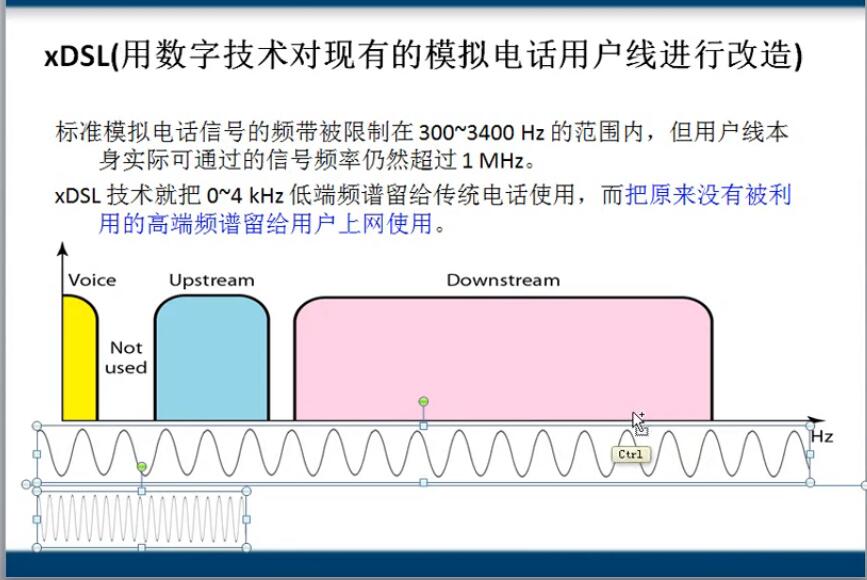 xDSL(用数字技术对现有的模拟电话用户线进行改造)
标准模拟电话信号的频带被限制在 300~3400 Hz 的范围内，但用户线本
身实际可通过的信号频率仍然超过 1 MHz。
xDSL 技术就把 0~4 kHz 低端频谱留给传统电话使用，而把原来没有被利
用的高端频谱留给用户上网使用。
Voice
Upstream
Downstream
Not
used
Hz
Ctrl